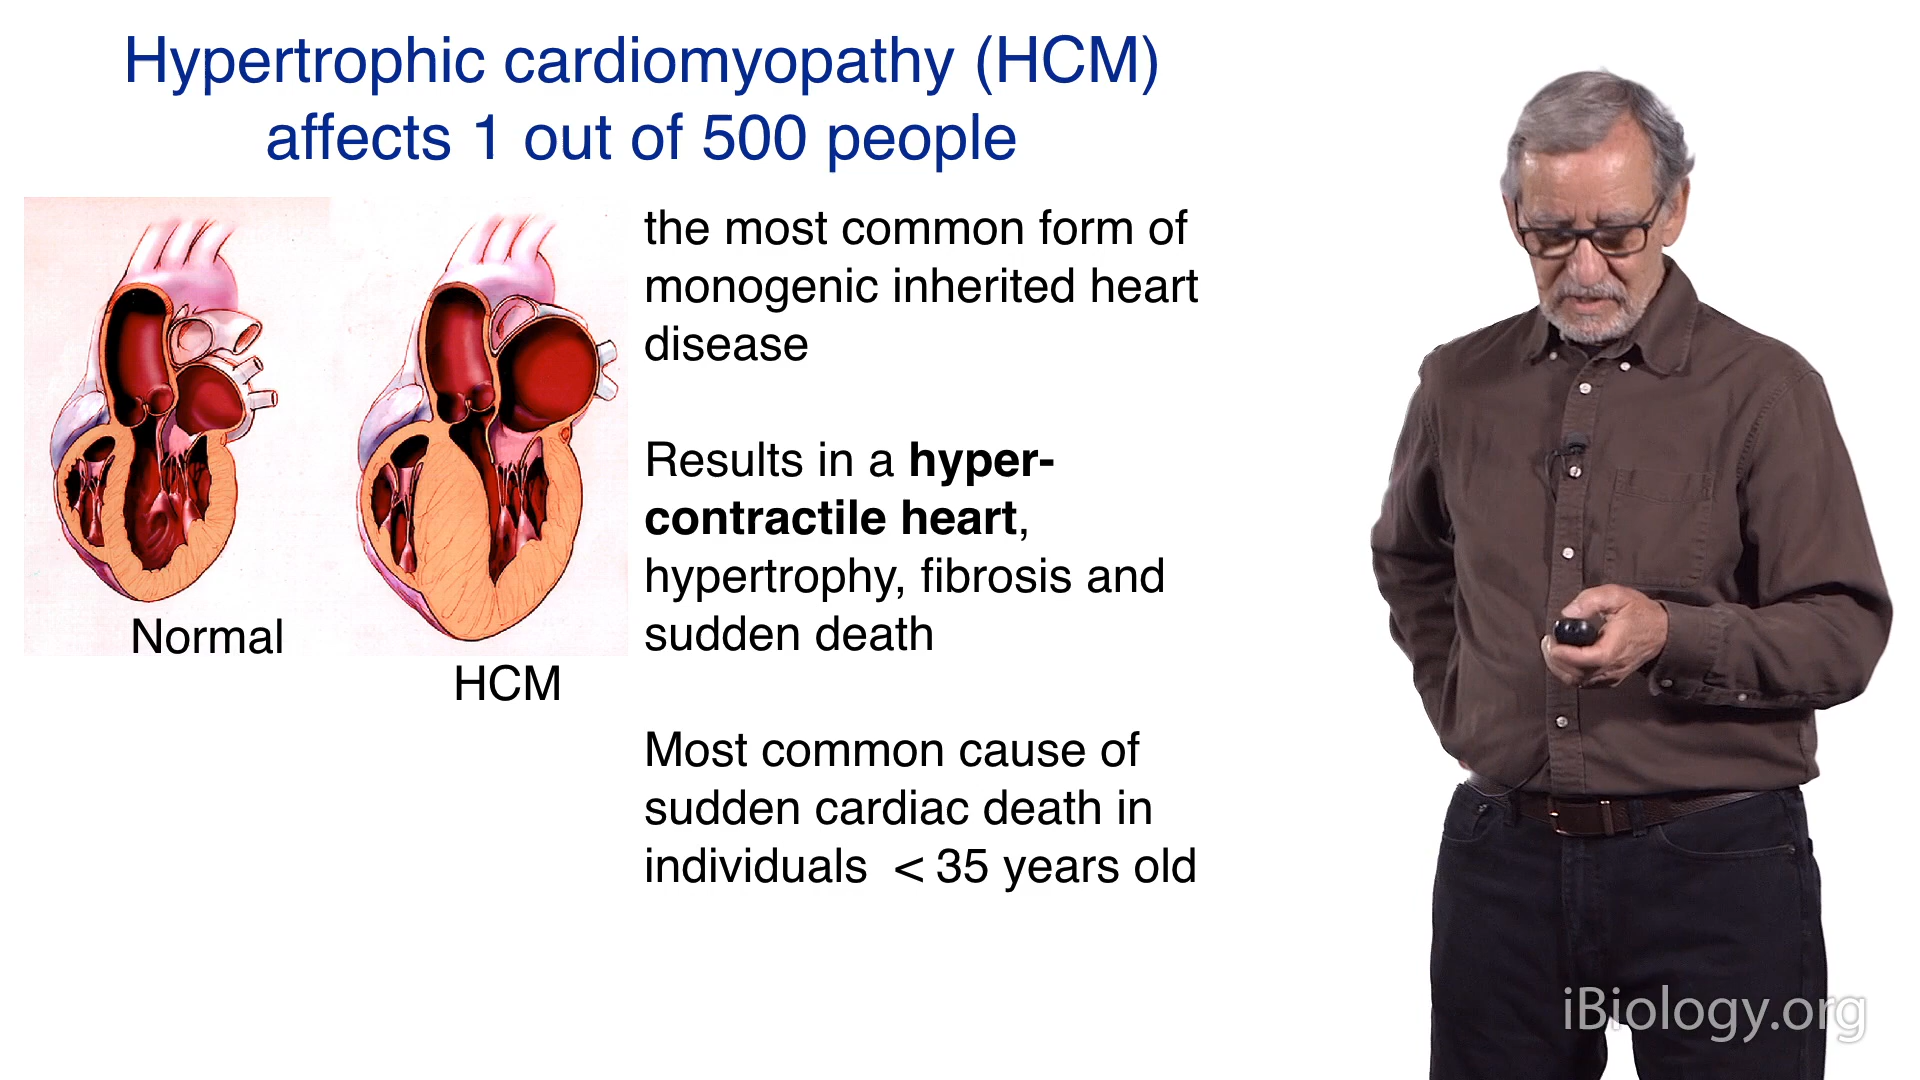 Hypertrophic cardiomyopathy (HCM)
affects 1 out of 500 people
the most common form of
monogenic inherited heart
disease
Results in a hyper-
contractile heart,
hypertrophy, fibrosis and
sudden death
Normal
HCM
Most common cause of
sudden cardiac death in
individuals < 35 years old
iBiology.org